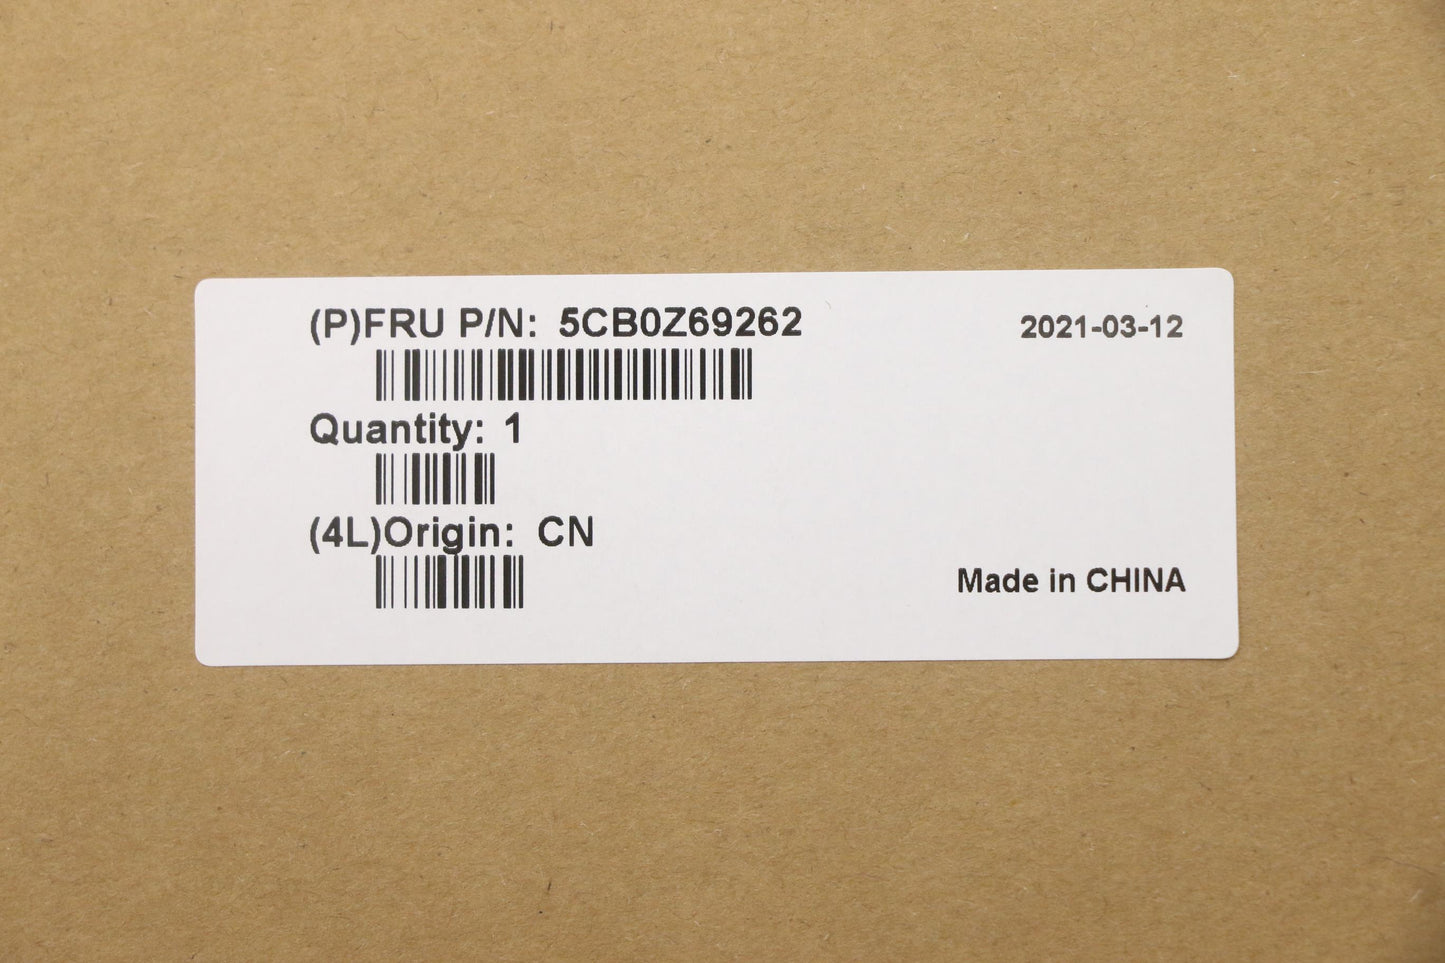 (P)FRU P/N: 5CB0Z69262
2021-03-12
Quantity: 1
(4L)Origin: CN
Made in CHINA